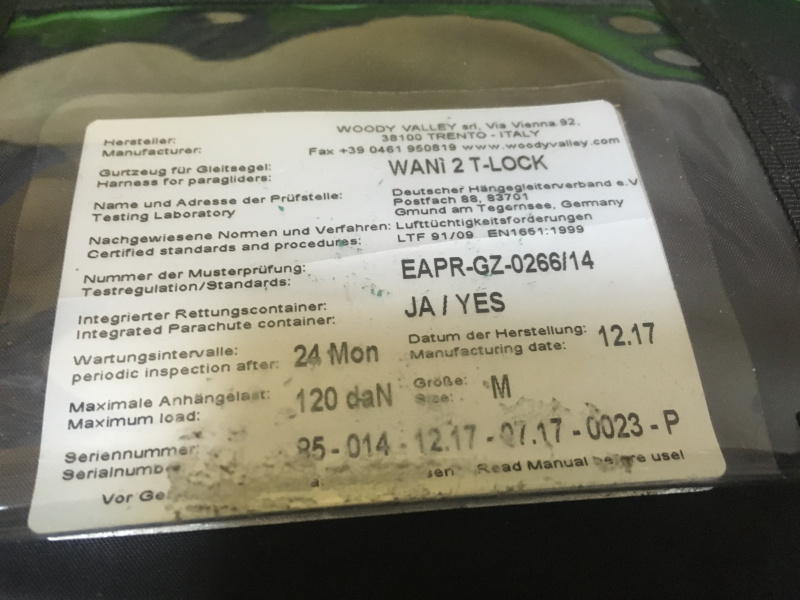 Hersteller:
Manufacturer:
WOODY VALLEY srl, Via Vienna 92,
38100 TRENTO - ITALY
Fax +39 0461 950819 www.woodyvalley.com
Gurtzeug für Gleitsegel:
Harness for paragliders:
WANì 2 T-LOCK
Name und Adresse der Prüfstelle:
Testing Laboratory
Deutscher Hängegleiterverband e.V
Postfach 88, 83701
Gmund am Tegernsee, Germany
Nachgewiesene Normen und Verfahren:
Certified standards and procedures:
Lufttüchtigkeitsforderungen
LTF 91/09 EN1651:1999
Nummer der Musterprüfung:
Testregulation/Standards:
EAPR-GZ-0266/14
Integrierter Rettungscontainer:
Integrated Parachute container:
JA / YES
Wartungsintervalle:
periodic inspection after:
24 Mon
Datum der Herstellung:
Manufacturing date:
12.17
Maximale Anhängelast:
Maximum load:
120 daN
Größe:
Size:
M
Seriennummer:
Serialnumbe
95 - 014 - 12.17 - 07.17 - 0023 - P
Vor Ge
sen Read Manual before use!